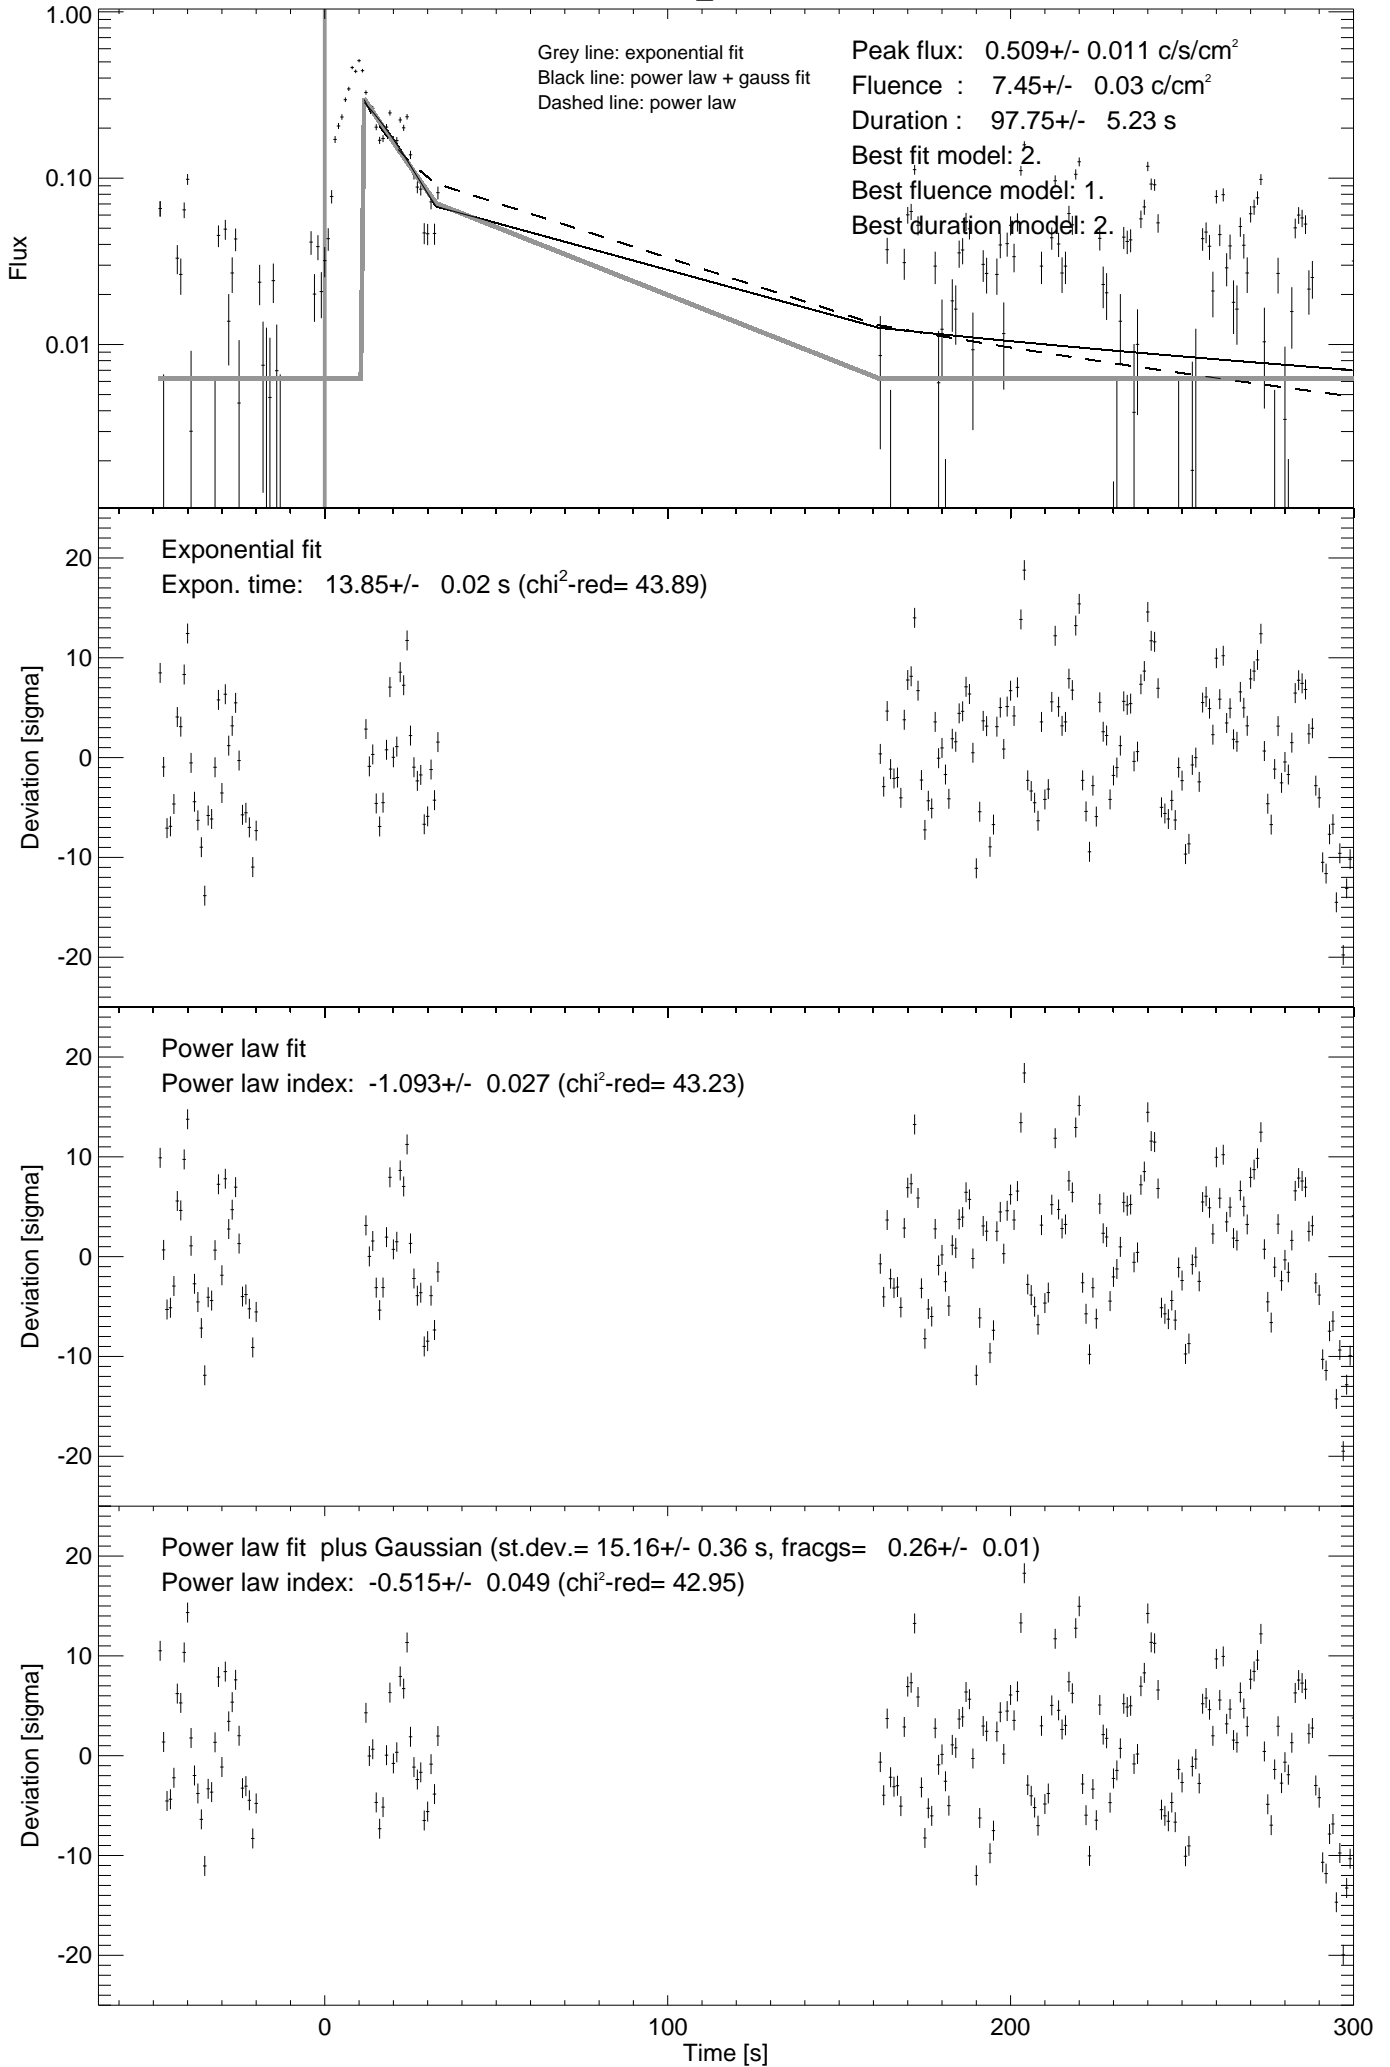 1.00
0.10
0.01
Flux
Grey line: exponential fit
Black line: power law + gauss fit
Dashed line: power law
Peak flux: 0.509+/- 0.011 c/s/cm²
Fluence : 7.45+/- 0.03 c/cm²
Duration : 97.75+/- 5.23 s
Best fit model: 2.
Best fluence model: 1.
Best duration model: 2.
20
10
0
-10
-20
Deviation [sigma]
Exponential fit
Expon. time: 13.85+/- 0.02 s (chi²-red= 43.89)
20
10
0
-10
-20
Deviation [sigma]
Power law fit
Power law index: -1.093+/- 0.027 (chi²-red= 43.23)
20
10
0
-10
-20
Deviation [sigma]
Power law fit plus Gaussian (st.dev.= 15.16+/- 0.36 s, fracgs= 0.26+/- 0.01)
Power law index: -0.515+/- 0.049 (chi²-red= 42.95)
0 100 200 300
Time [s]